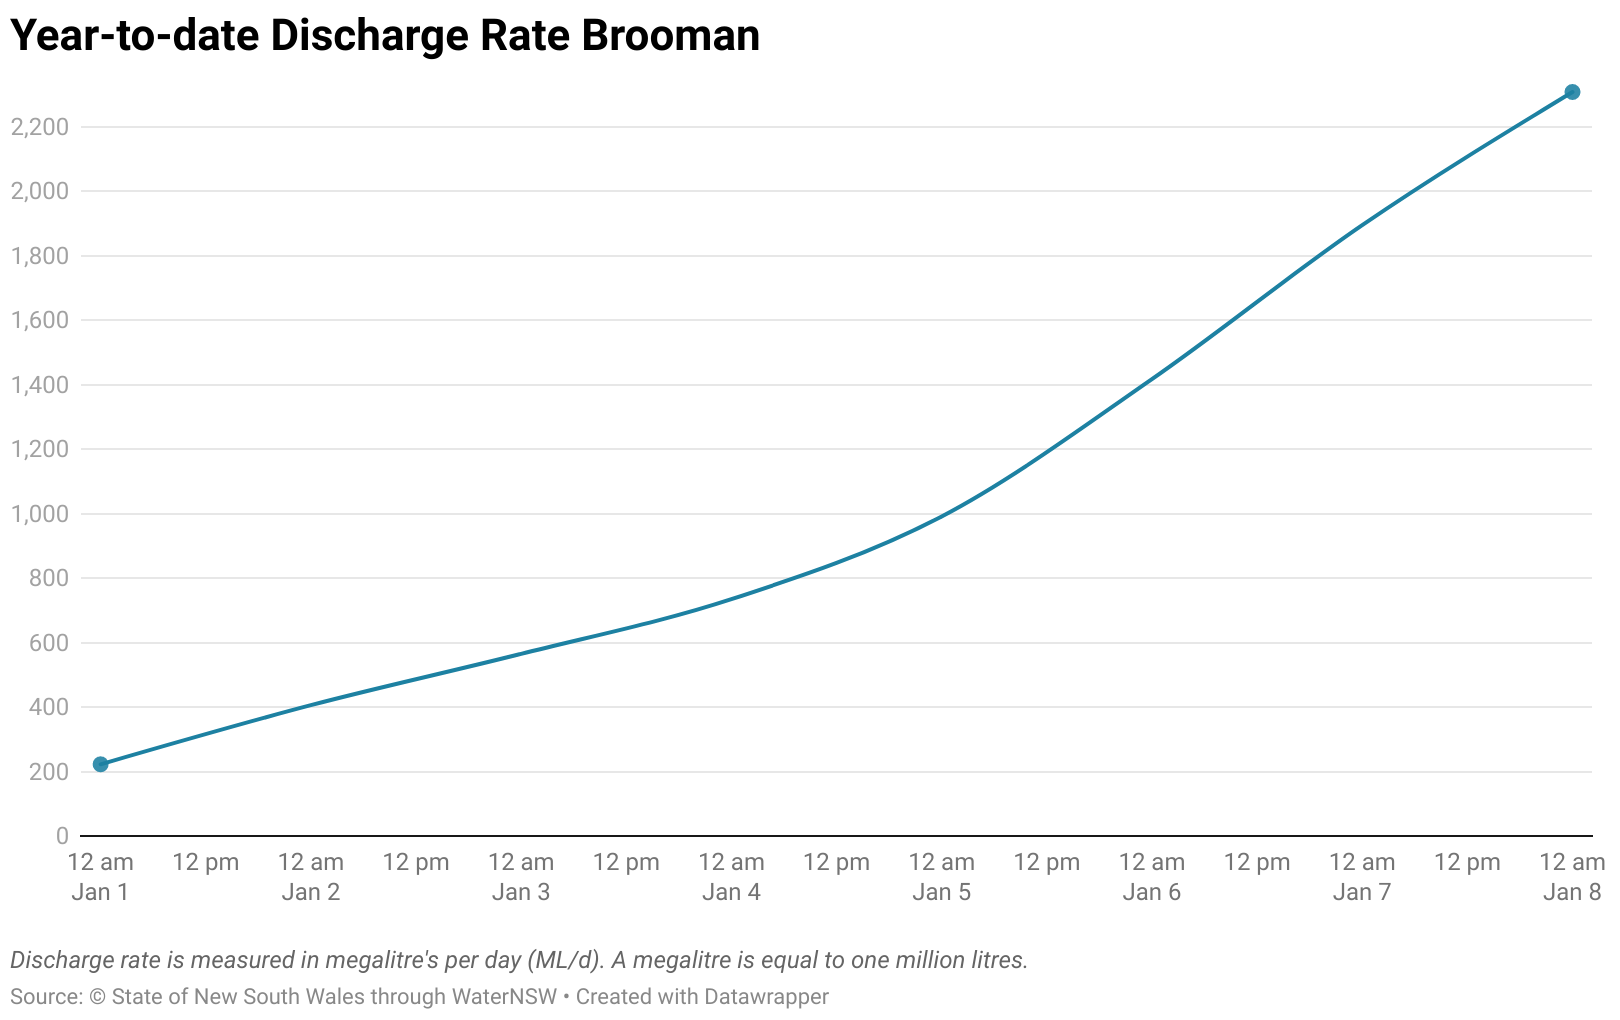 Year-to-date Discharge Rate Brooman
2,200
2,000
1,800
1,600
1,400
1,200
1,000
800
600
400
200
0
12 am 12 pm 12 am 12 pm 12 am 12 pm 12 am 12 pm 12 am 12 pm 12 am 12 pm 12 am 12 pm 12 am
Jan 1 Jan 2 Jan 3 Jan 4 Jan 5 Jan 6 Jan 7 Jan 8
Discharge rate is measured in megalitre's per day (ML/d). A megalitre is equal to one million litres.
Source: © State of New South Wales through WaterNSW • Created with Datawrapper